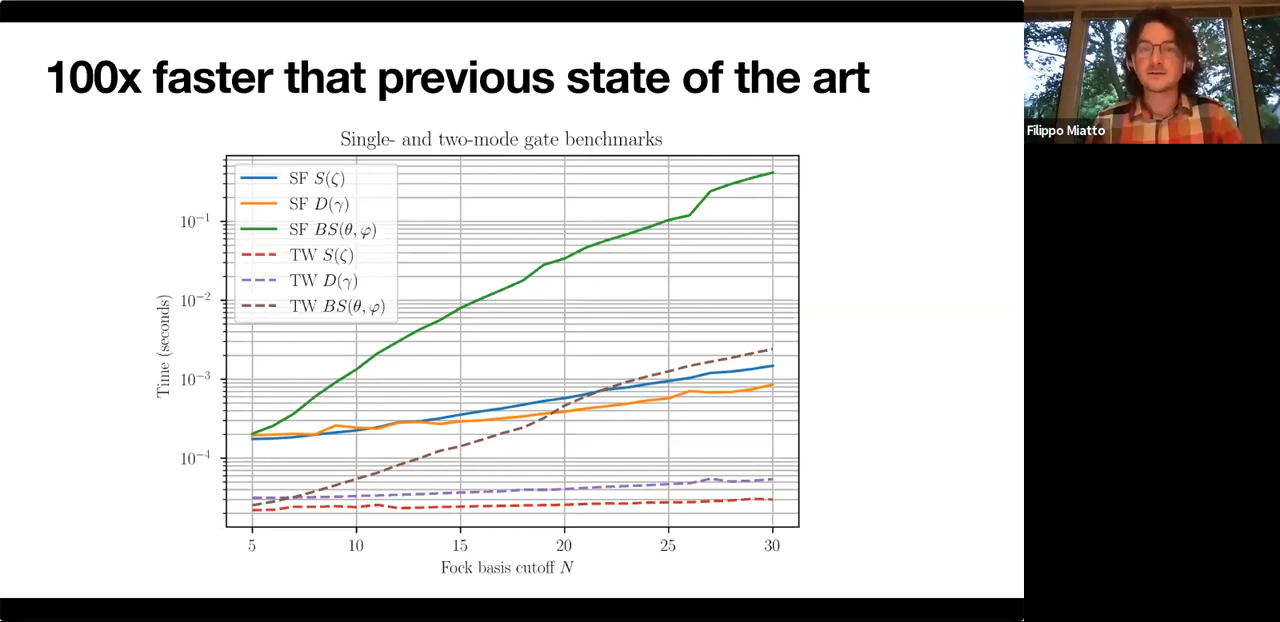 100x faster that previous state of the art
Filippo Miatto
Single- and two-mode gate benchmarks
SF S(ζ)
SF D(γ)
SF BS(θ, φ)
TW S(ζ)
TW D(γ)
TW BS(θ, φ)
Time (seconds)
10⁻¹
10⁻²
10⁻³
10⁻⁴
5 10 15 20 25 30
Fock basis cutoff N